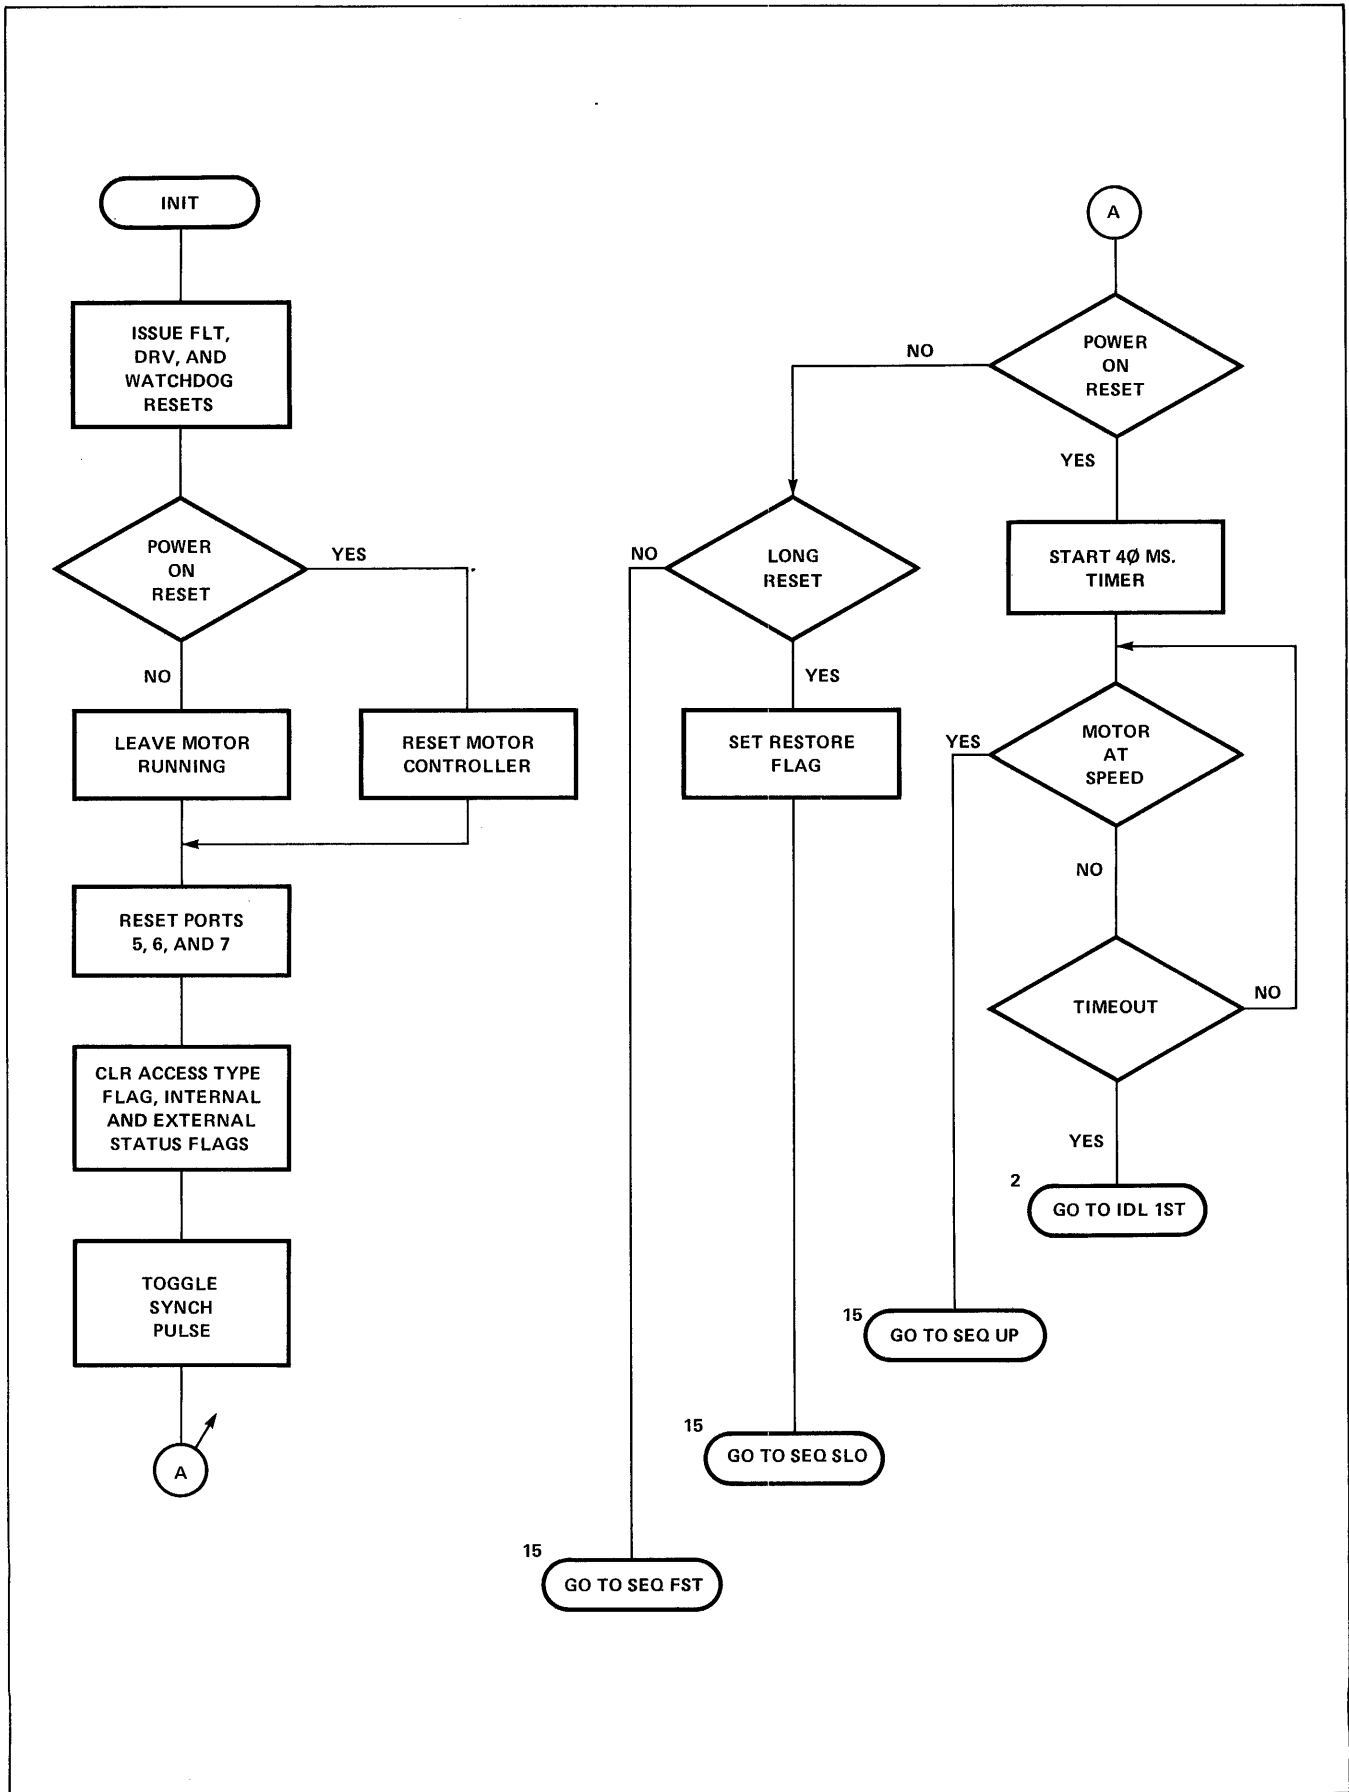 INIT
ISSUE FLT,
DRV, AND
WATCHDOG
RESETS
POWER
ON
RESET
YES
NO
LEAVE MOTOR
RUNNING
RESET MOTOR
CONTROLLER
RESET PORTS
5, 6, AND 7
CLR ACCESS TYPE
FLAG, INTERNAL
AND EXTERNAL
STATUS FLAGS
TOGGLE
SYNCH
PULSE
A
A
POWER
ON
RESET
NO
YES
LONG
RESET
NO
YES
SET RESTORE
FLAG
START 4Ø MS.
TIMER
MOTOR
AT
SPEED
YES
NO
TIMEOUT
NO
YES
2
GO TO IDL 1ST
15
GO TO SEQ UP
15
GO TO SEQ SLO
15
GO TO SEQ FST